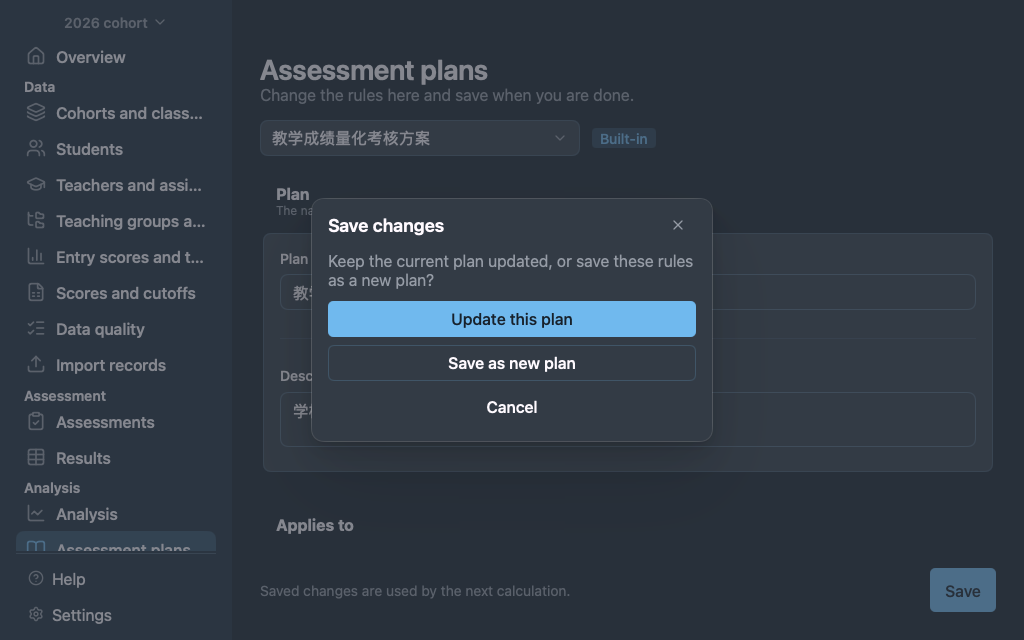 2026 cohort
Overview
Data
Cohorts and class...
Students
Teachers and assi...
Teaching groups a...
Entry scores and t...
Scores and cutoffs
Data quality
Import records
Assessment
Assessments
Results
Analysis
Analysis
Assessment plans
Help
Settings
Assessment plans
Change the rules here and save when you are done.
教学成绩量化考核方案
Built-in
Plan
The
Plan
Save changes
Keep the current plan updated, or save these rules
as a new plan?
Update this plan
Save as new plan
Cancel
Applies to
Saved changes are used by the next calculation.
Save